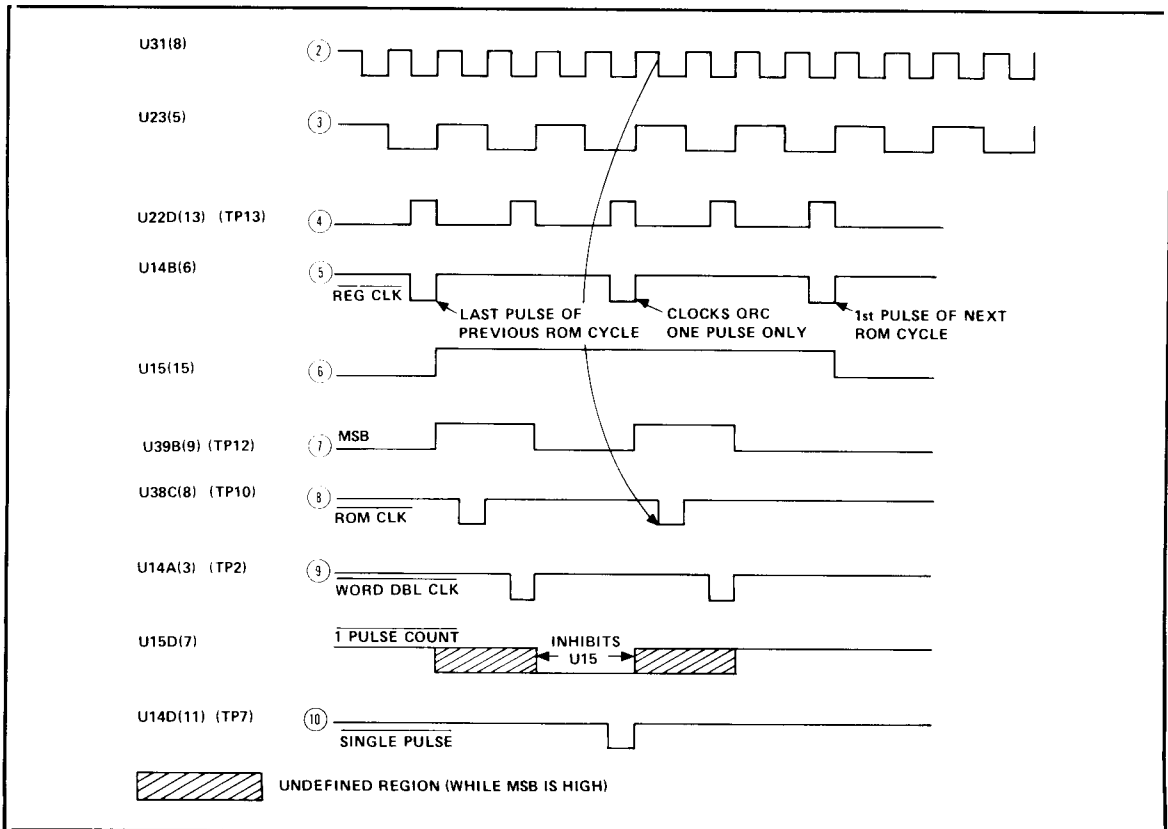 U31(8) ②
U23(5) ③
U22D(13) (TP13) ④
U14B(6) ⑤
REG CLK
LAST PULSE OF
PREVIOUS ROM CYCLE
CLOCKS QRC
ONE PULSE ONLY
1st PULSE OF NEXT
ROM CYCLE
U15(15) ⑥
U39B(9) (TP12) ⑦ MSB
U38C(8) (TP10) ⑧
ROM CLK
U14A(3) (TP2) ⑨
WORD DBL CLK
U15D(7) 1 PULSE COUNT
INHIBITS
U15
U14D(11) (TP7) ⑩
SINGLE PULSE
UNDEFINED REGION (WHILE MSB IS HIGH)